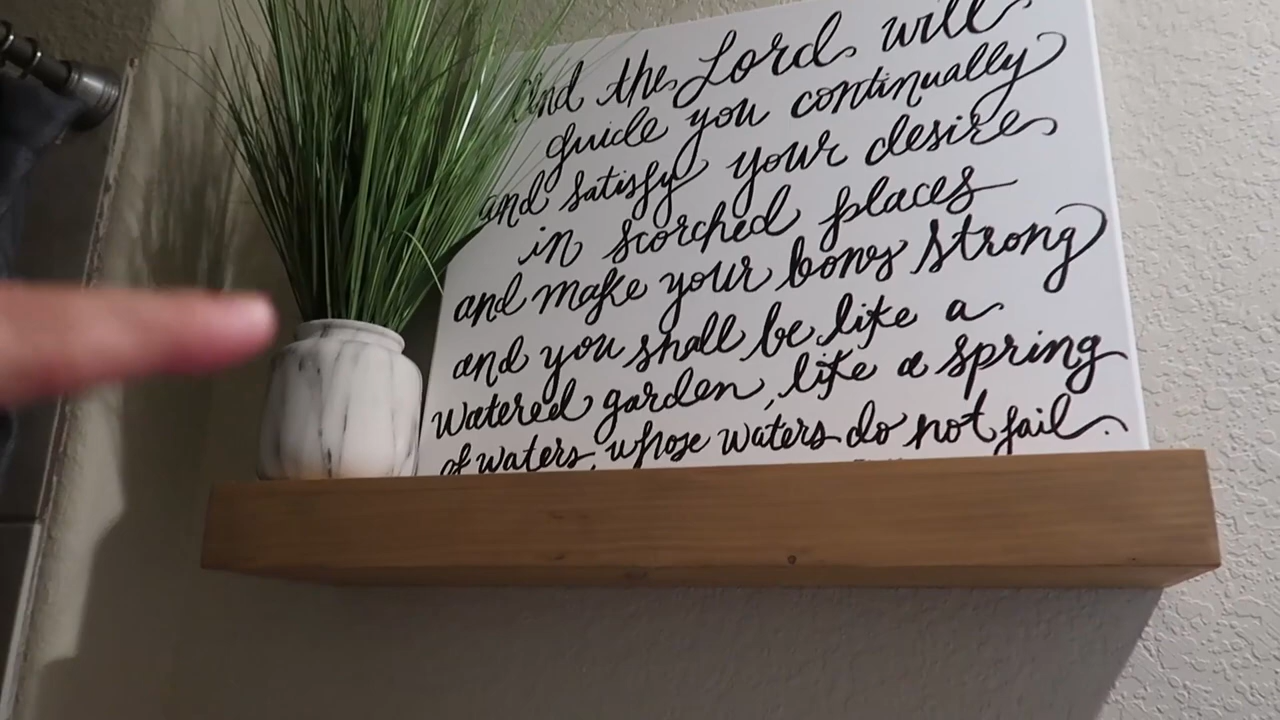 And the Lord will
guide you continually
and satisfy your desire
in scorched places
and make your bones strong
and you shall be like a
watered garden, like a spring
of waters, whose waters do not fail.